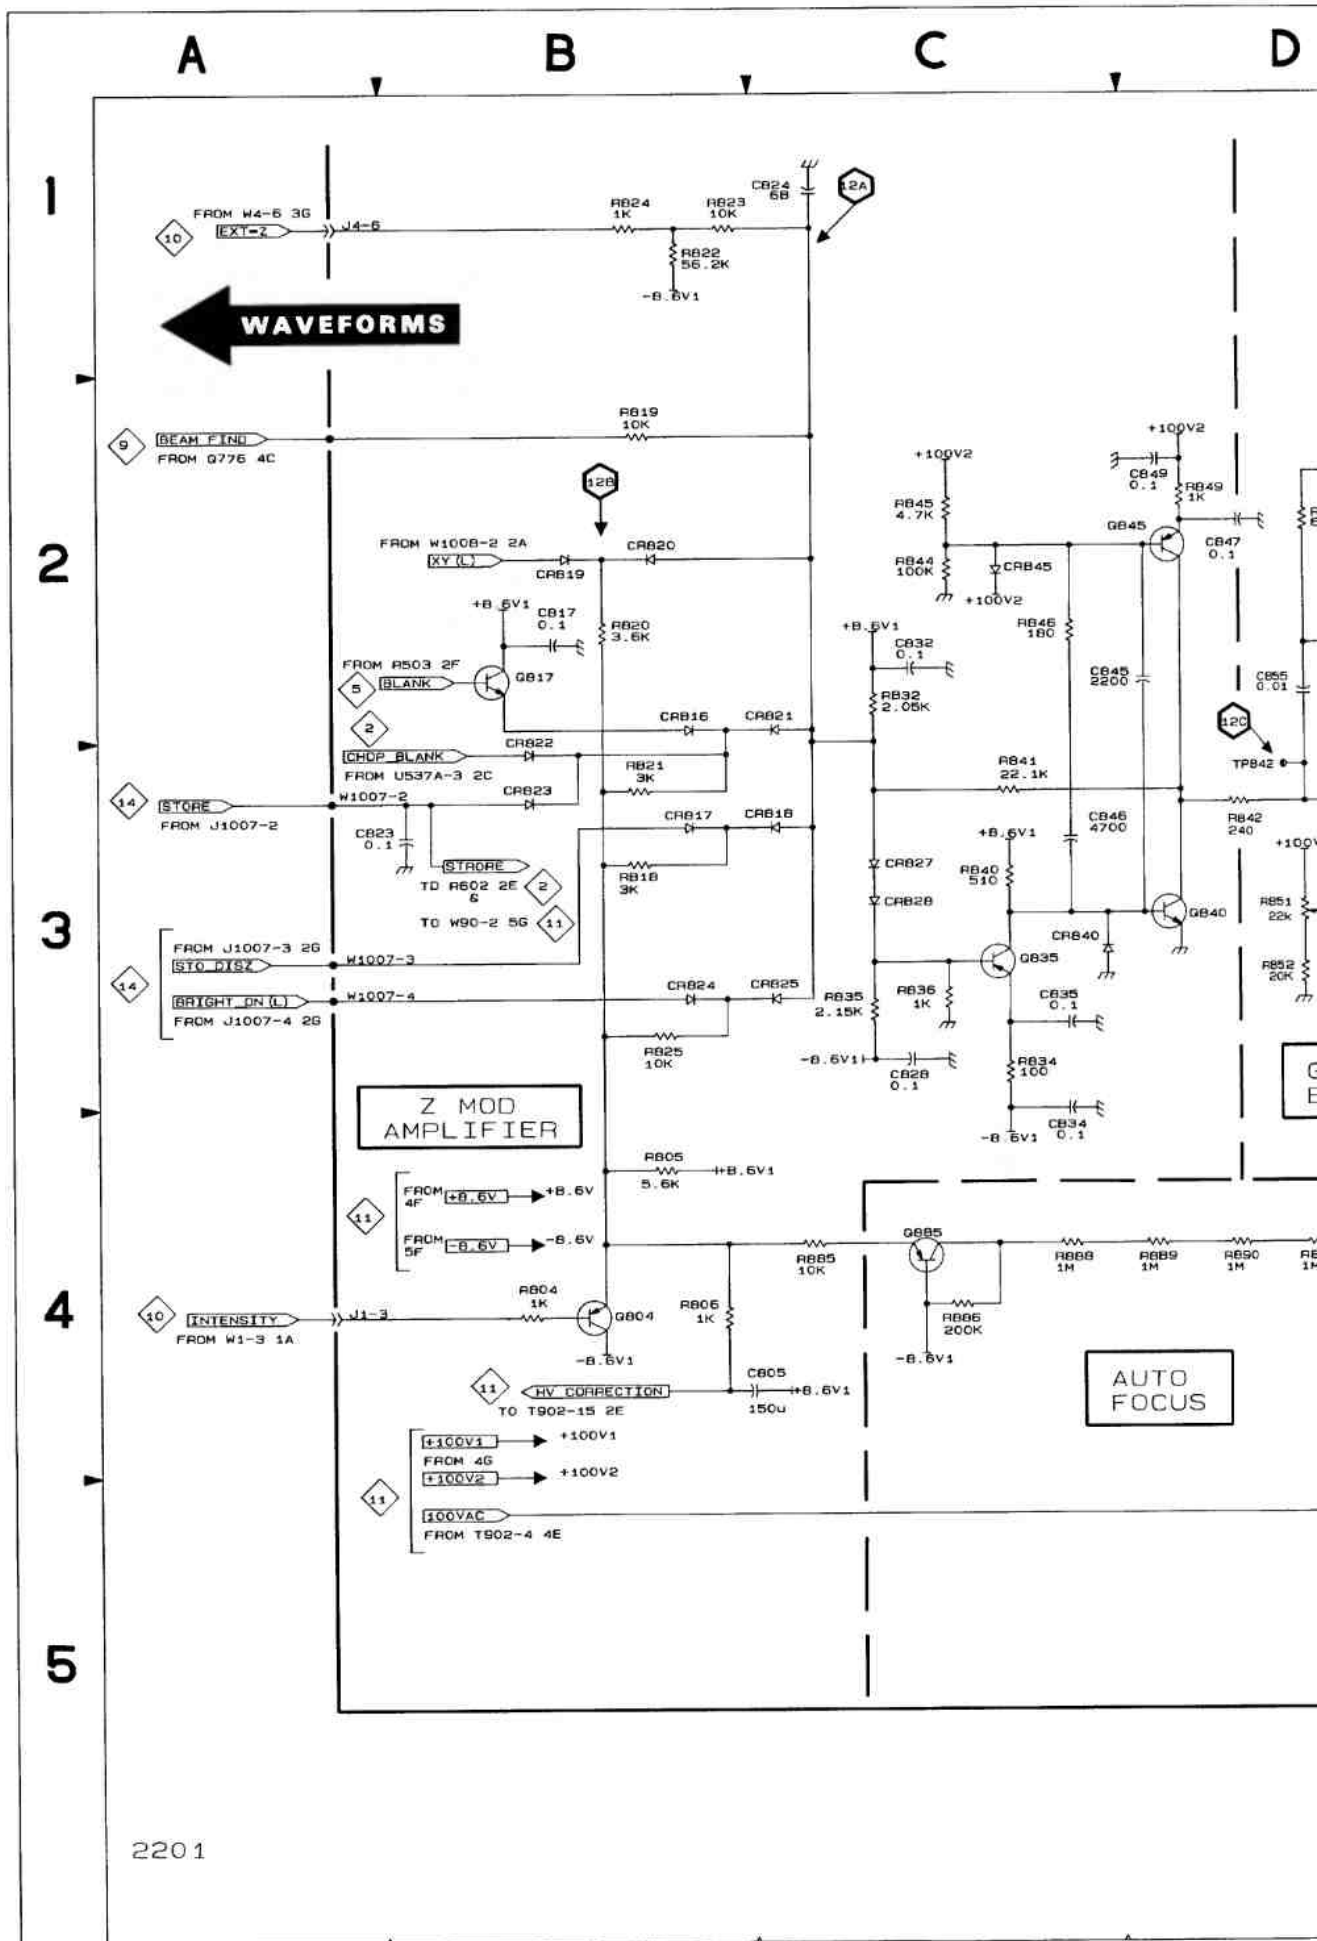 A B C D
1
FROM W4-6 3G
10 EXT-Z J4-6
R824
1K
R823
10K
C824
68
12A
R822
56.2K
-8.6V1
WAVEFORMS
9 BEAM FIND
FROM Q776 4C
R819
10K
12B
2
FROM W1008-2 2A
XY(L)
CR819
CR820
+8.6V1
C817
0.1
R820
3.6K
FROM R503 2F
5 BLANK
Q817
2
CHOP BLANK
FROM U537A-3 2C
CR822
CR816
CR821
R821
3K
14 STORE
FROM J1007-2
W1007-2
CR823
C823
0.1
CR817
CR818
STRORE
TO R602 2E 2
&
TO W90-2 5G 11
R818
3K
3
FROM J1007-3 2G
STO DISZ
W1007-3
14
BRIGHT ON(L)
FROM J1007-4 2G
W1007-4
CR824
CR825
R825
10K
+100V2
R845
4.7K
R844
100K
CR845
+100V2
+8.6V1
C832
0.1
R832
2.05K
R846
180
C845
2200
+100V2
C849
0.1
R849
1K
Q845
C847
0.1
R841
22.1K
C846
4700
CR827
CR828
+8.6V1
R840
510
CR840
Q840
Q835
R835
2.15K
R836
1K
C835
0.1
-8.6V1
C828
0.1
R834
100
-8.6V1
C834
0.1
C855
0.01
12C
TP842
R842
240
+100V
R851
22K
R852
20K
Z MOD
AMPLIFIER
R805
5.6K
+8.6V1
11
FROM
4F
+8.6V
+8.6V
FROM
5F
-8.6V
-8.6V
4
10 INTENSITY
FROM W1-3 1A
J1-3
R804
1K
Q804
-8.6V1
R806
1K
R885
10K
Q885
R886
200K
-8.6V1
R888
1M
R889
1M
R890
1M
1M
11 HV CORRECTION
TO T902-15 2E
C805
150u
+8.6V1
AUTO
FOCUS
11
+100V1
+100V1
FROM 4G
+100V2
+100V2
100VAC
FROM T902-4 4E
5
2201